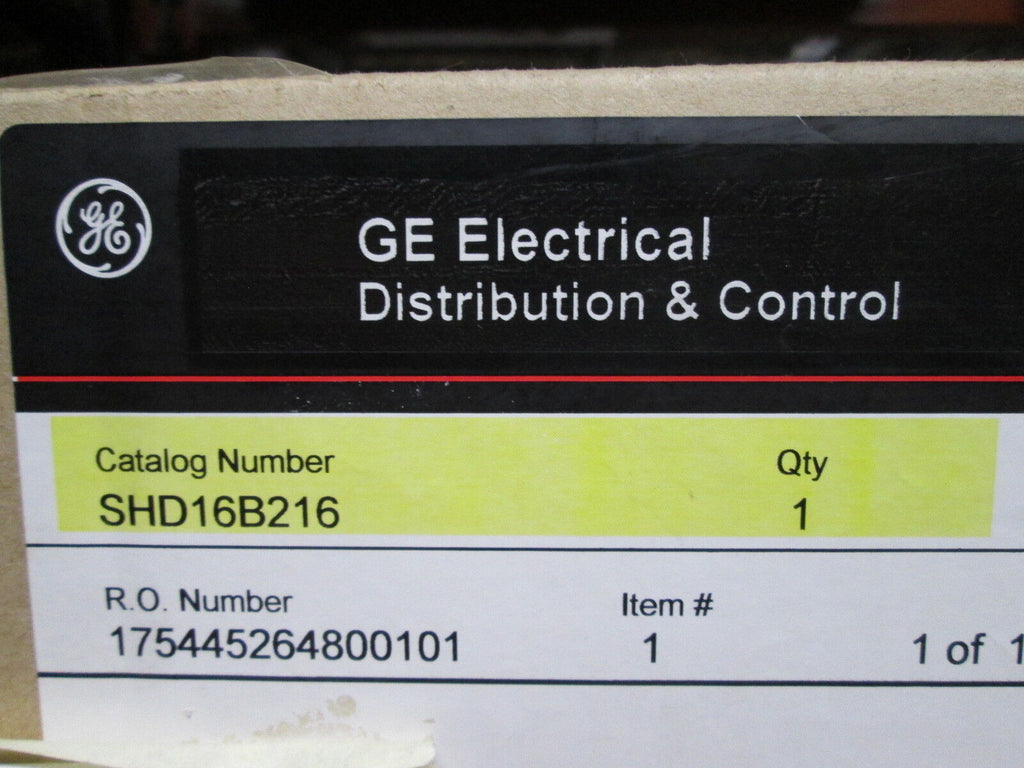 GE
GE Electrical
Distribution & Control
Catalog Number Qty
SHD16B216 1
R.O. Number Item #
175445264800101 1 1 of 1